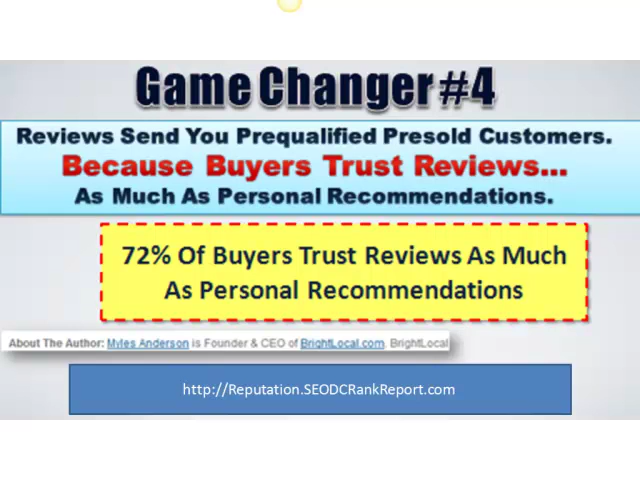 Game Changer #4
Reviews Send You Prequalified Presold Customers.
Because Buyers Trust Reviews...
As Much As Personal Recommendations.
72% Of Buyers Trust Reviews As Much
As Personal Recommendations
About The Author: Myles Anderson is Founder & CEO of BrightLocal.com. BrightLocal
http://Reputation.SEODCRankReport.com